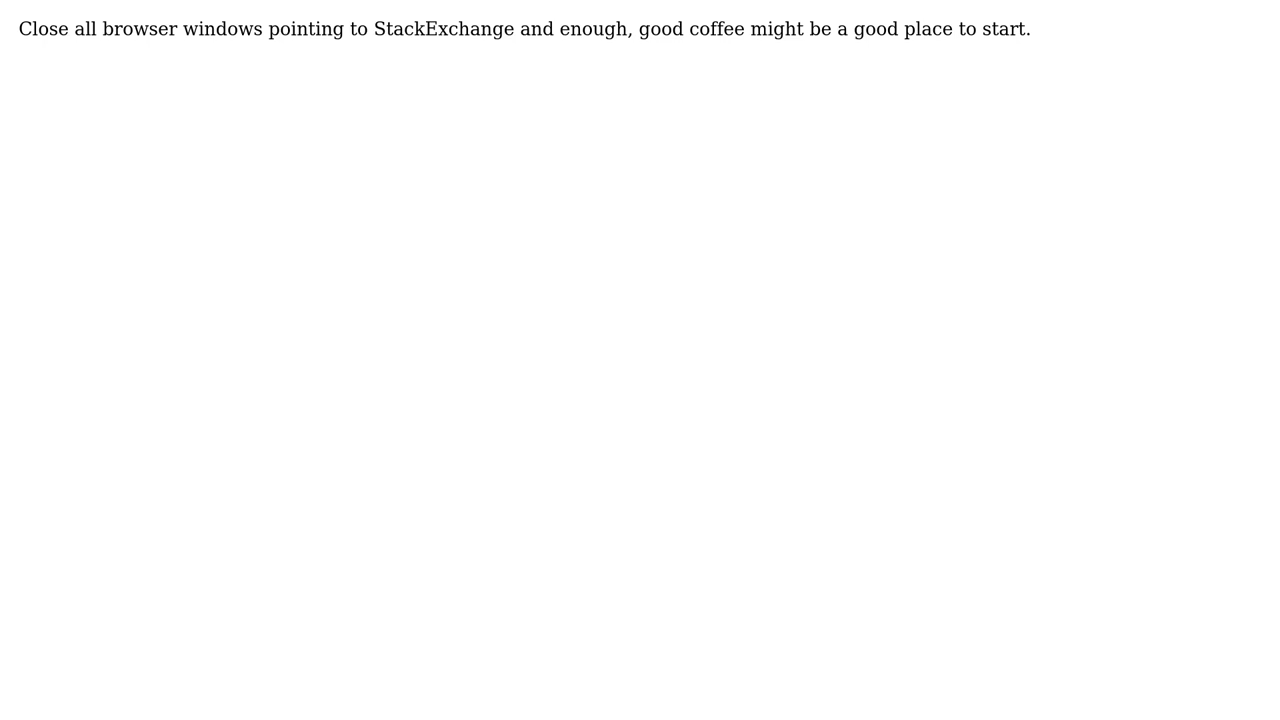 Close all browser windows pointing to StackExchange and enough, good coffee might be a good place to start.